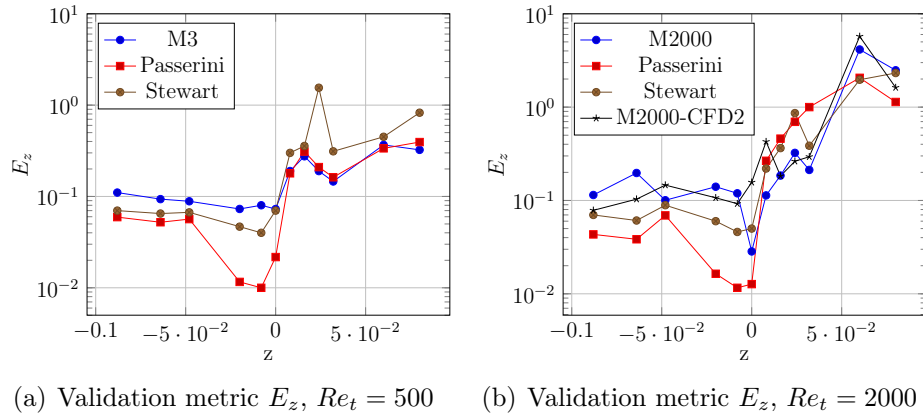 10^1
10^0
10^-1
10^-2
E_z
M3
Passerini
Stewart
−0.1 −5·10^-2 0 5·10^-2
z
(a) Validation metric E_z, Re_t = 500
10^1
10^0
10^-1
10^-2
E_z
M2000
Passerini
Stewart
M2000-CFD2
−0.1 −5·10^-2 0 5·10^-2
z
(b) Validation metric E_z, Re_t = 2000